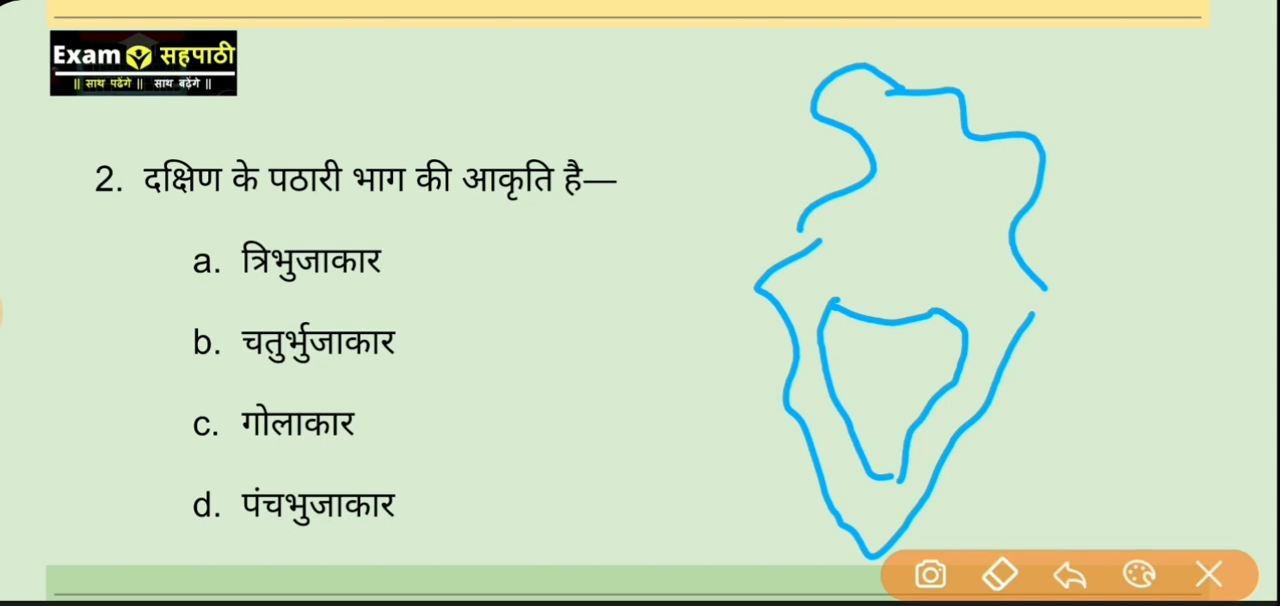 Exam सहपाठी
|| साथ पढेंगे || साथ बढ़ेंगे ||
2. दक्षिण के पठारी भाग की आकृति है—
a. त्रिभुजाकार
b. चतुर्भुजाकार
c. गोलाकार
d. पंचभुजाकार